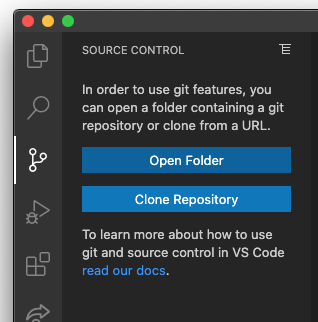 SOURCE CONTROL
In order to use git features, you
can open a folder containing a git
repository or clone from a URL.
Open Folder
Clone Repository
To learn more about how to use
git and source control in VS Code
read our docs.